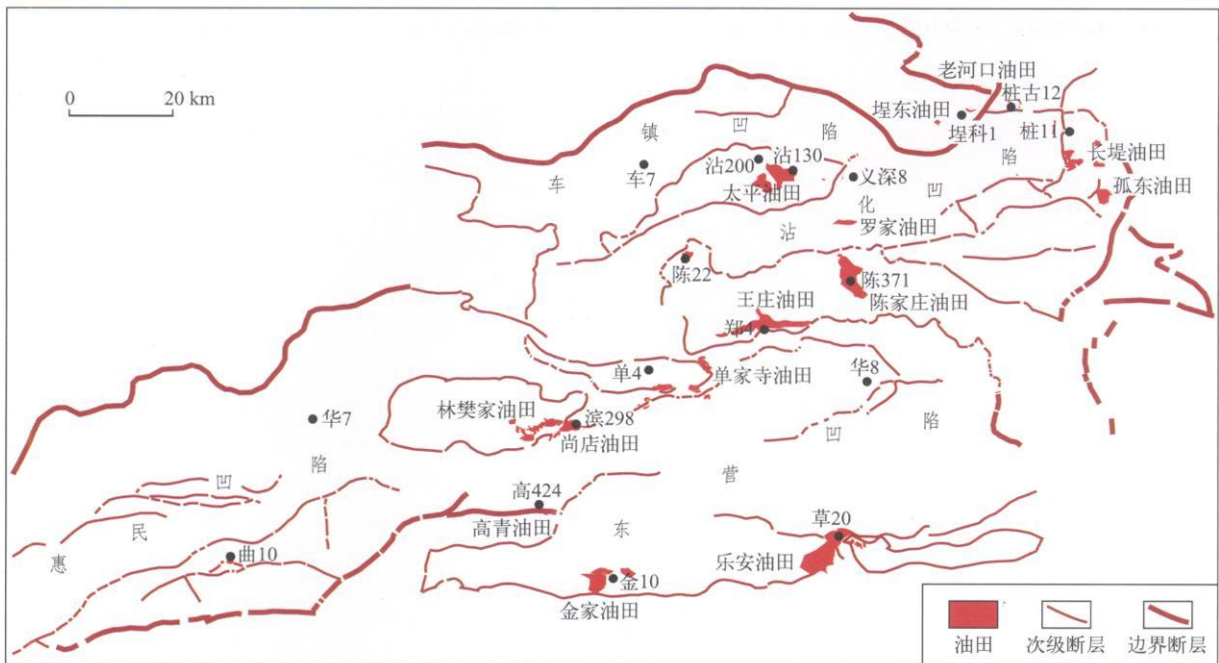 0 20 km
老河口油田
桩古12
埕东油田
埕科1
桩11
长堤油田
孤东油田
车镇凹陷
车7
沾200
沾130
太平油田
义深8
罗家油田
沾化凹陷
陈22
陈371
陈家庄油田
王庄油田
郑4
单4
单家寺油田
华8
林樊家油田
滨298
尚店油田
华7
惠民凹陷
高424
高青油田
曲10
东营凹陷
草20
乐安油田
金10
金家油田
油田
次级断层
边界断层